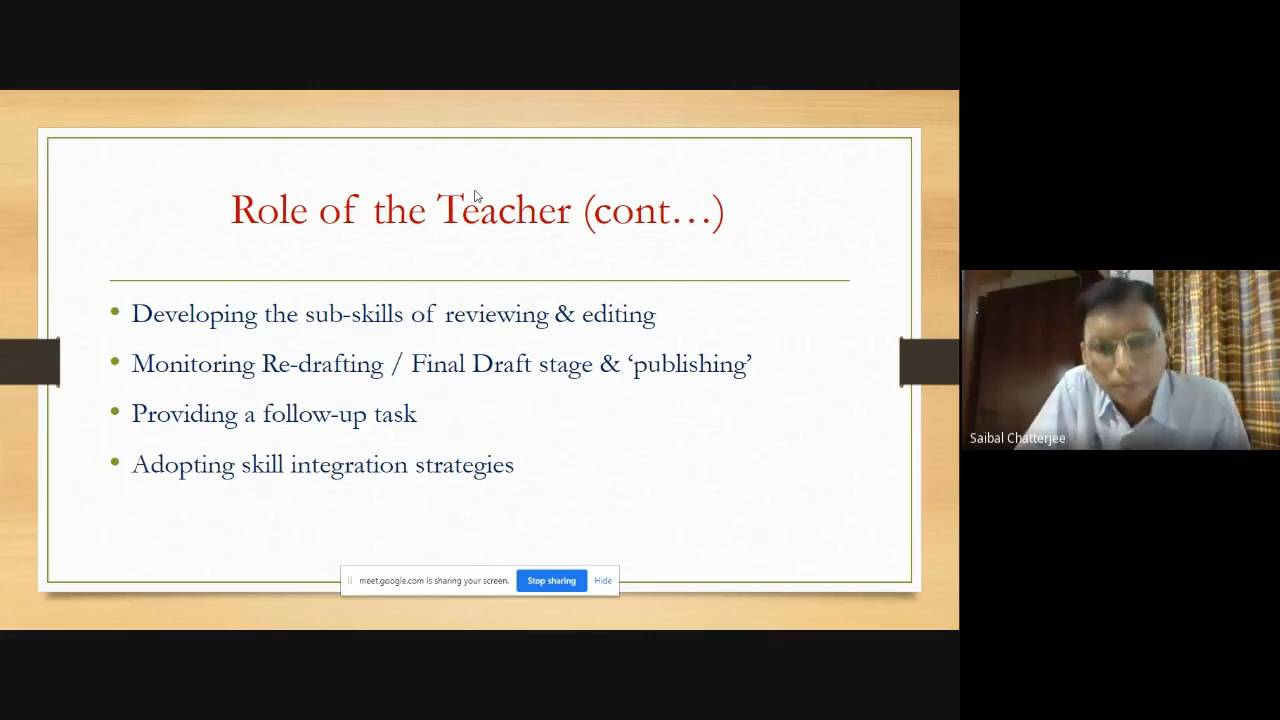 Role of the Teacher (cont…)
• Developing the sub-skills of reviewing & editing
• Monitoring Re-drafting / Final Draft stage & ‘publishing’
• Providing a follow-up task
• Adopting skill integration strategies
meet.google.com is sharing your screen. Stop sharing Hide
Saibal Chatterjee